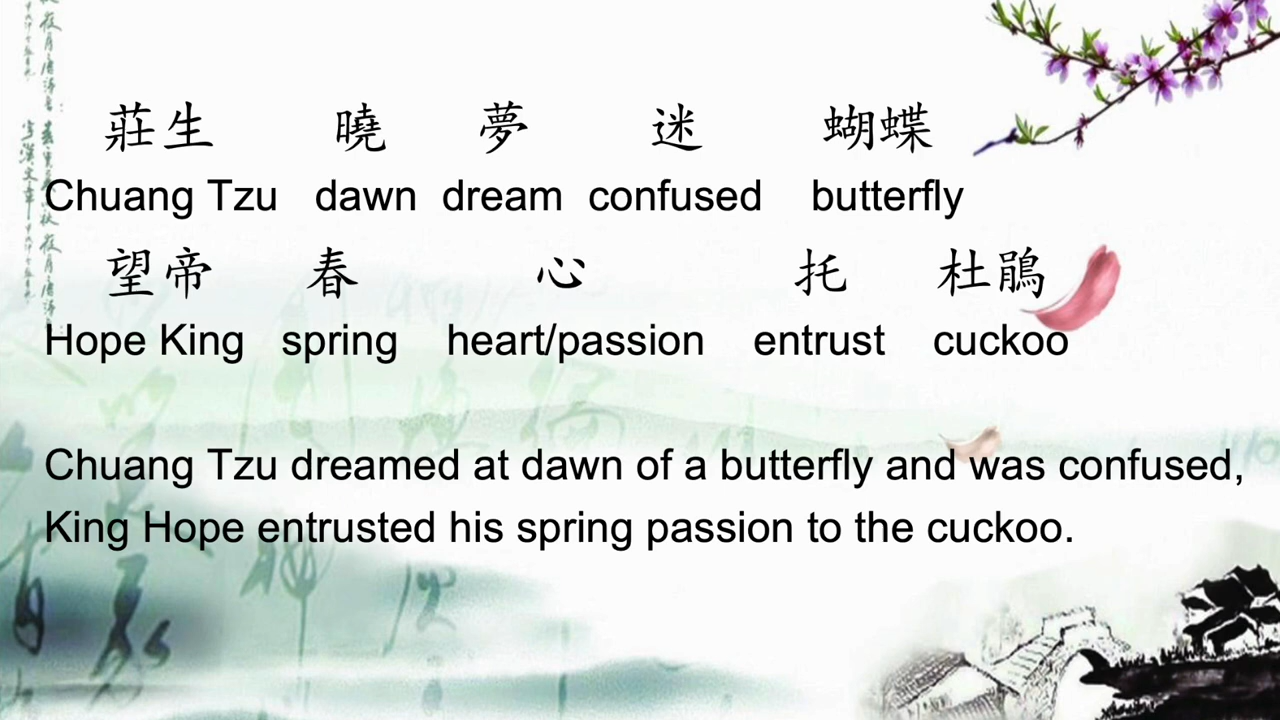 莊生 曉 夢 迷 蝴蝶
Chuang Tzu dawn dream confused butterfly
望帝 春 心 托 杜鵑
Hope King spring heart/passion entrust cuckoo
Chuang Tzu dreamed at dawn of a butterfly and was confused,
King Hope entrusted his spring passion to the cuckoo.